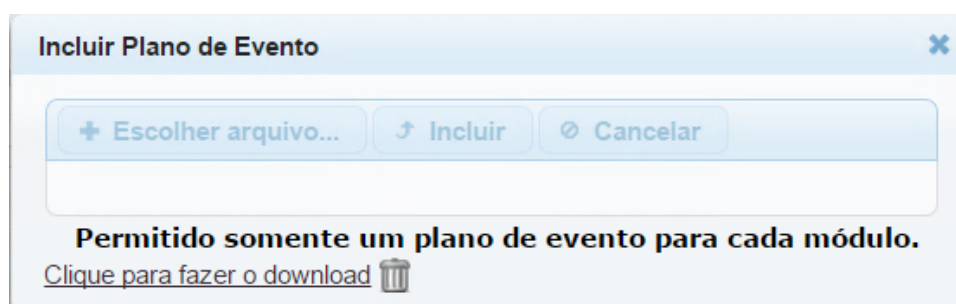 Incluir Plano de Evento
Escolher arquivo... Incluir Cancelar
Permitido somente um plano de evento para cada módulo.
Clique para fazer o download